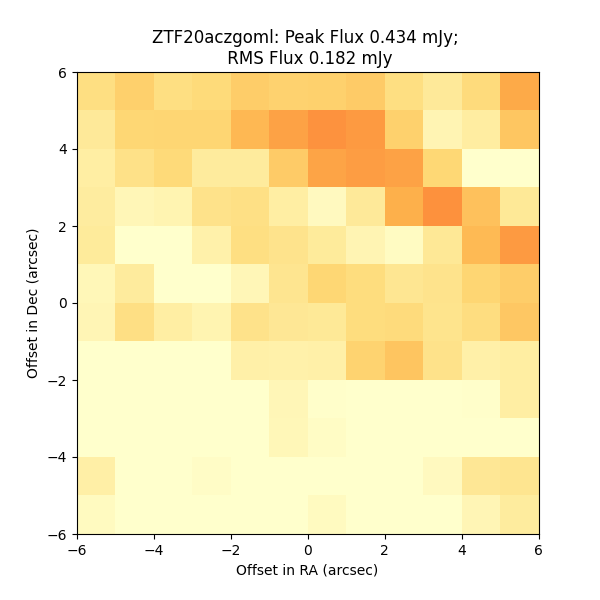 ZTF20aczgoml: Peak Flux 0.434 mJy;
RMS Flux 0.182 mJy
6
4
2
0
−2
−4
−6
Offset in Dec (arcsec)
−6 −4 −2 0 2 4 6
Offset in RA (arcsec)